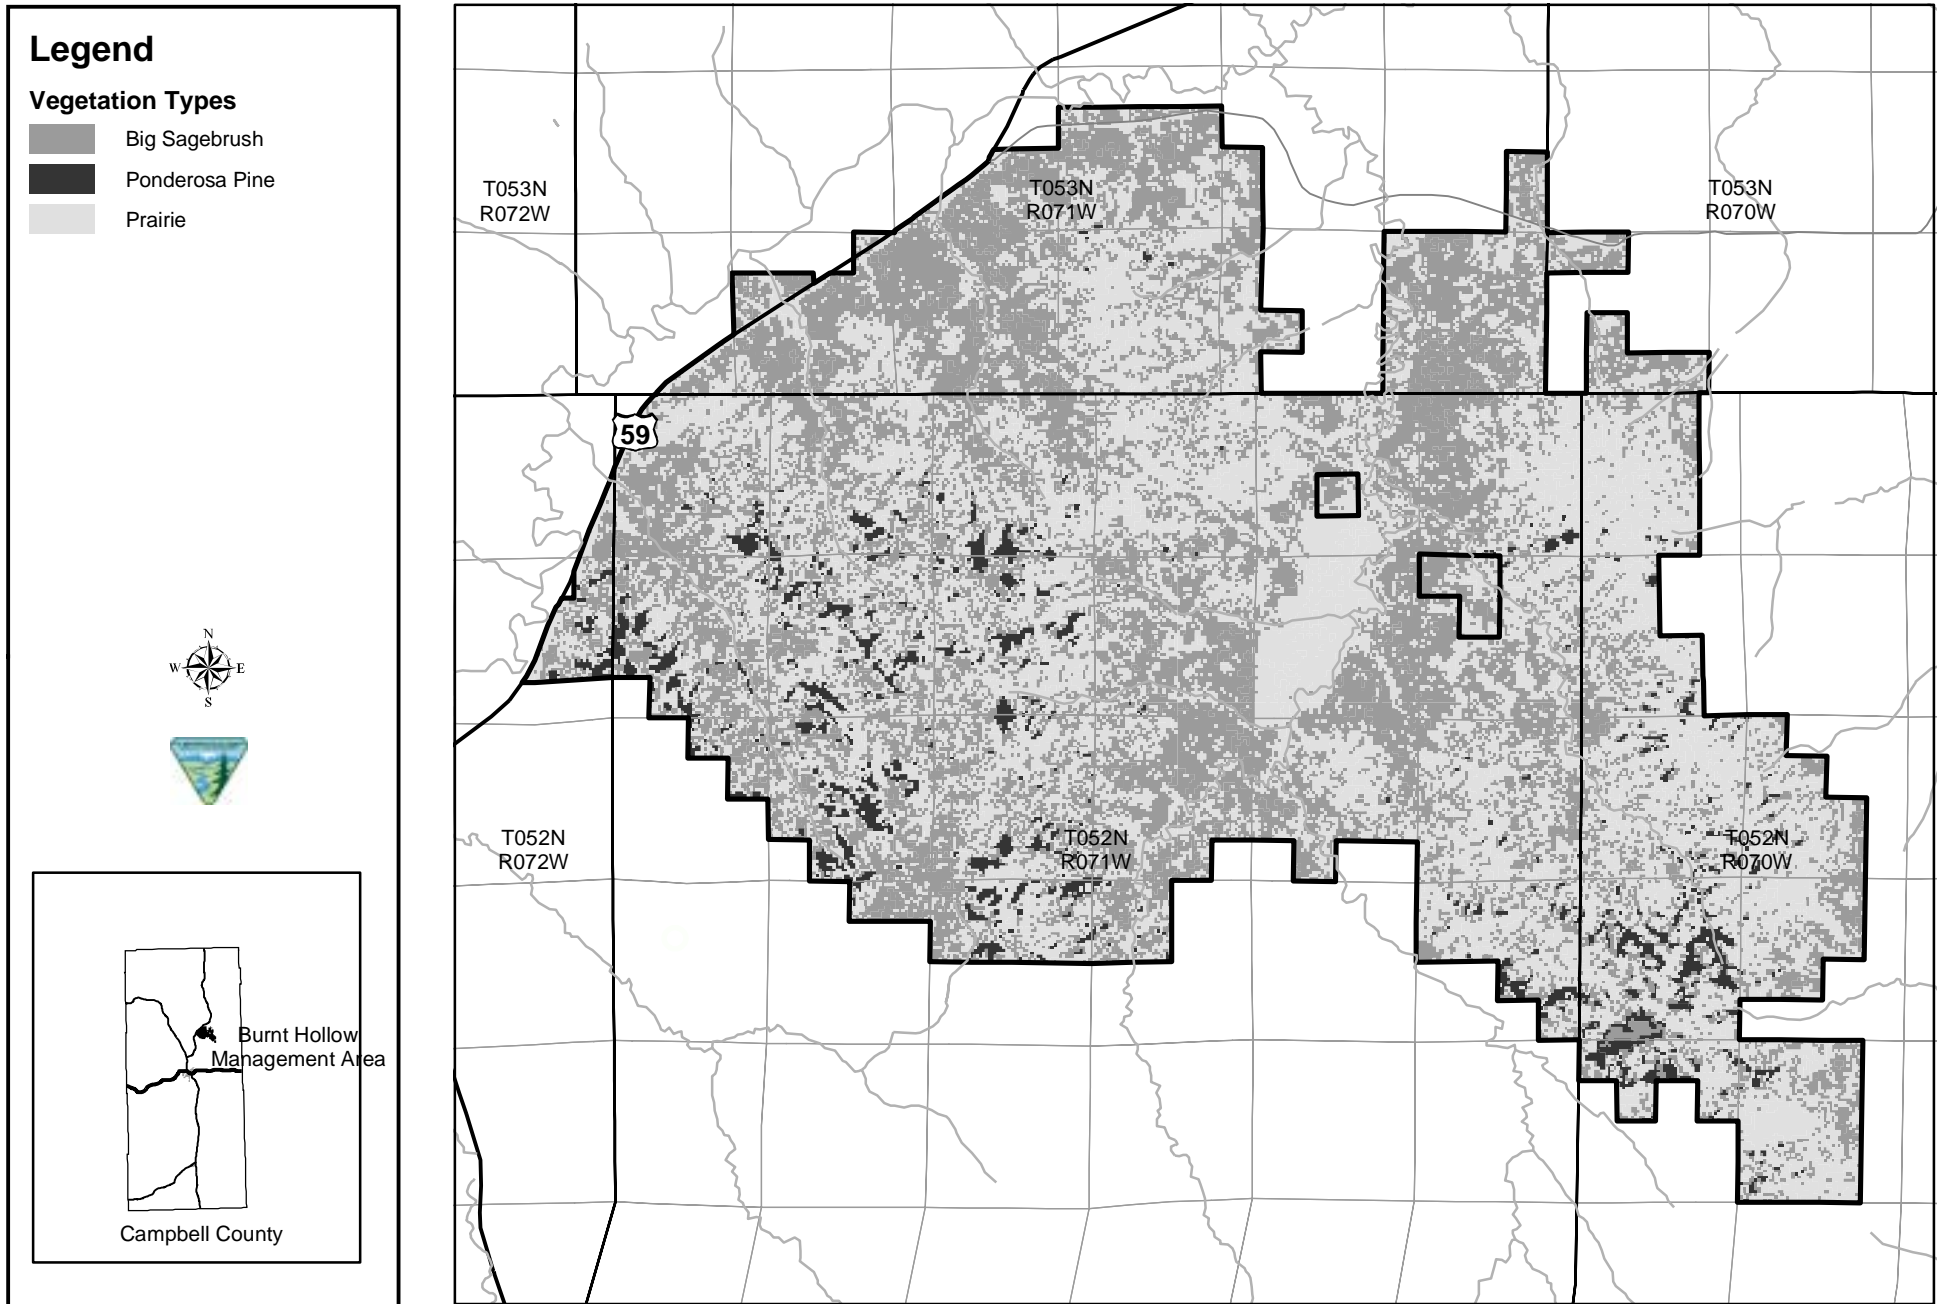 Legend
Vegetation Types
Big Sagebrush
Ponderosa Pine
Prairie
N
W E
S
Burnt Hollow
Management Area
Campbell County
T053N
R072W
T053N
R071W
T053N
R070W
59
T052N
R072W
T052N
R071W
T052N
R070W